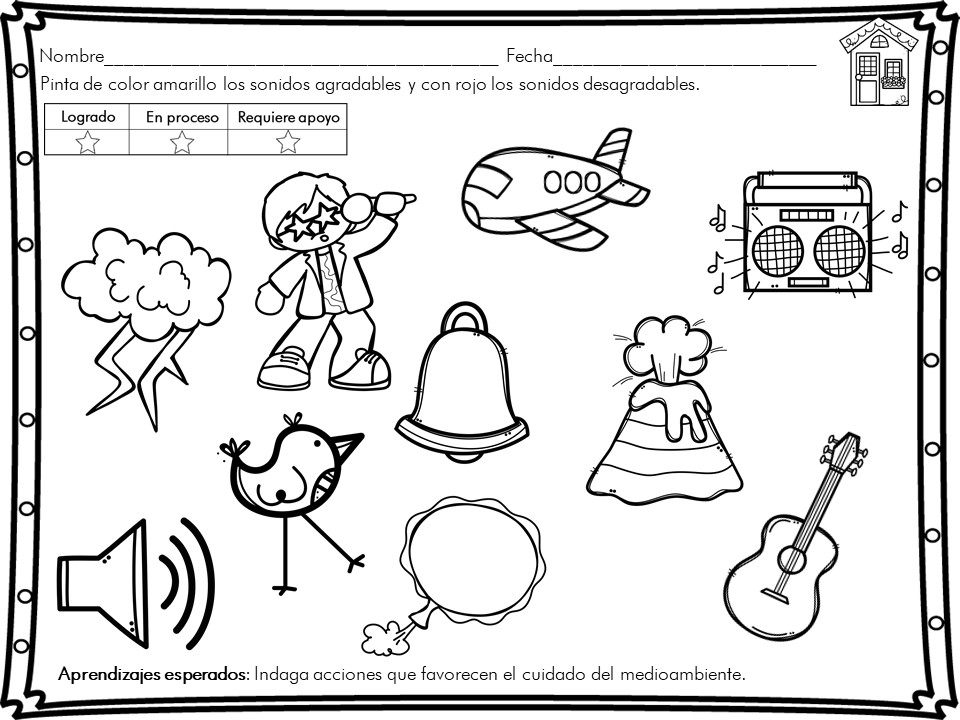 Nombre________________________________________ Fecha___________________________
Pinta de color amarillo los sonidos agradables y con rojo los sonidos desagradables.
Logrado En proceso Requiere apoyo
Aprendizajes esperados: Indaga acciones que favorecen el cuidado del medioambiente.